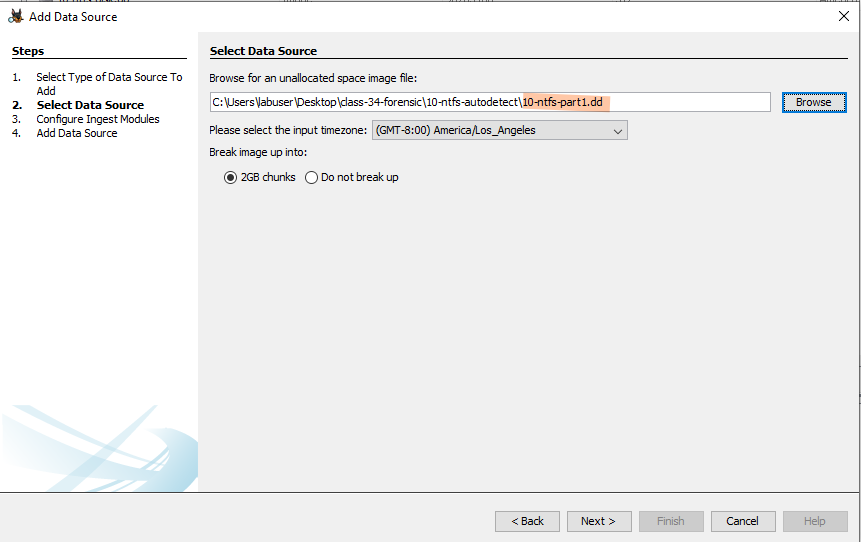 Add Data Source
Steps
1. Select Type of Data Source To
Add
2. Select Data Source
3. Configure Ingest Modules
4. Add Data Source
Select Data Source
Browse for an unallocated space image file:
C:\Users\labuser\Desktop\class-34-forensic\10-ntfs-autodetect\10-ntfs-part1.dd
Browse
Please select the input timezone: (GMT-8:00) America/Los_Angeles
Break image up into:
2GB chunks Do not break up
< Back Next > Finish Cancel Help